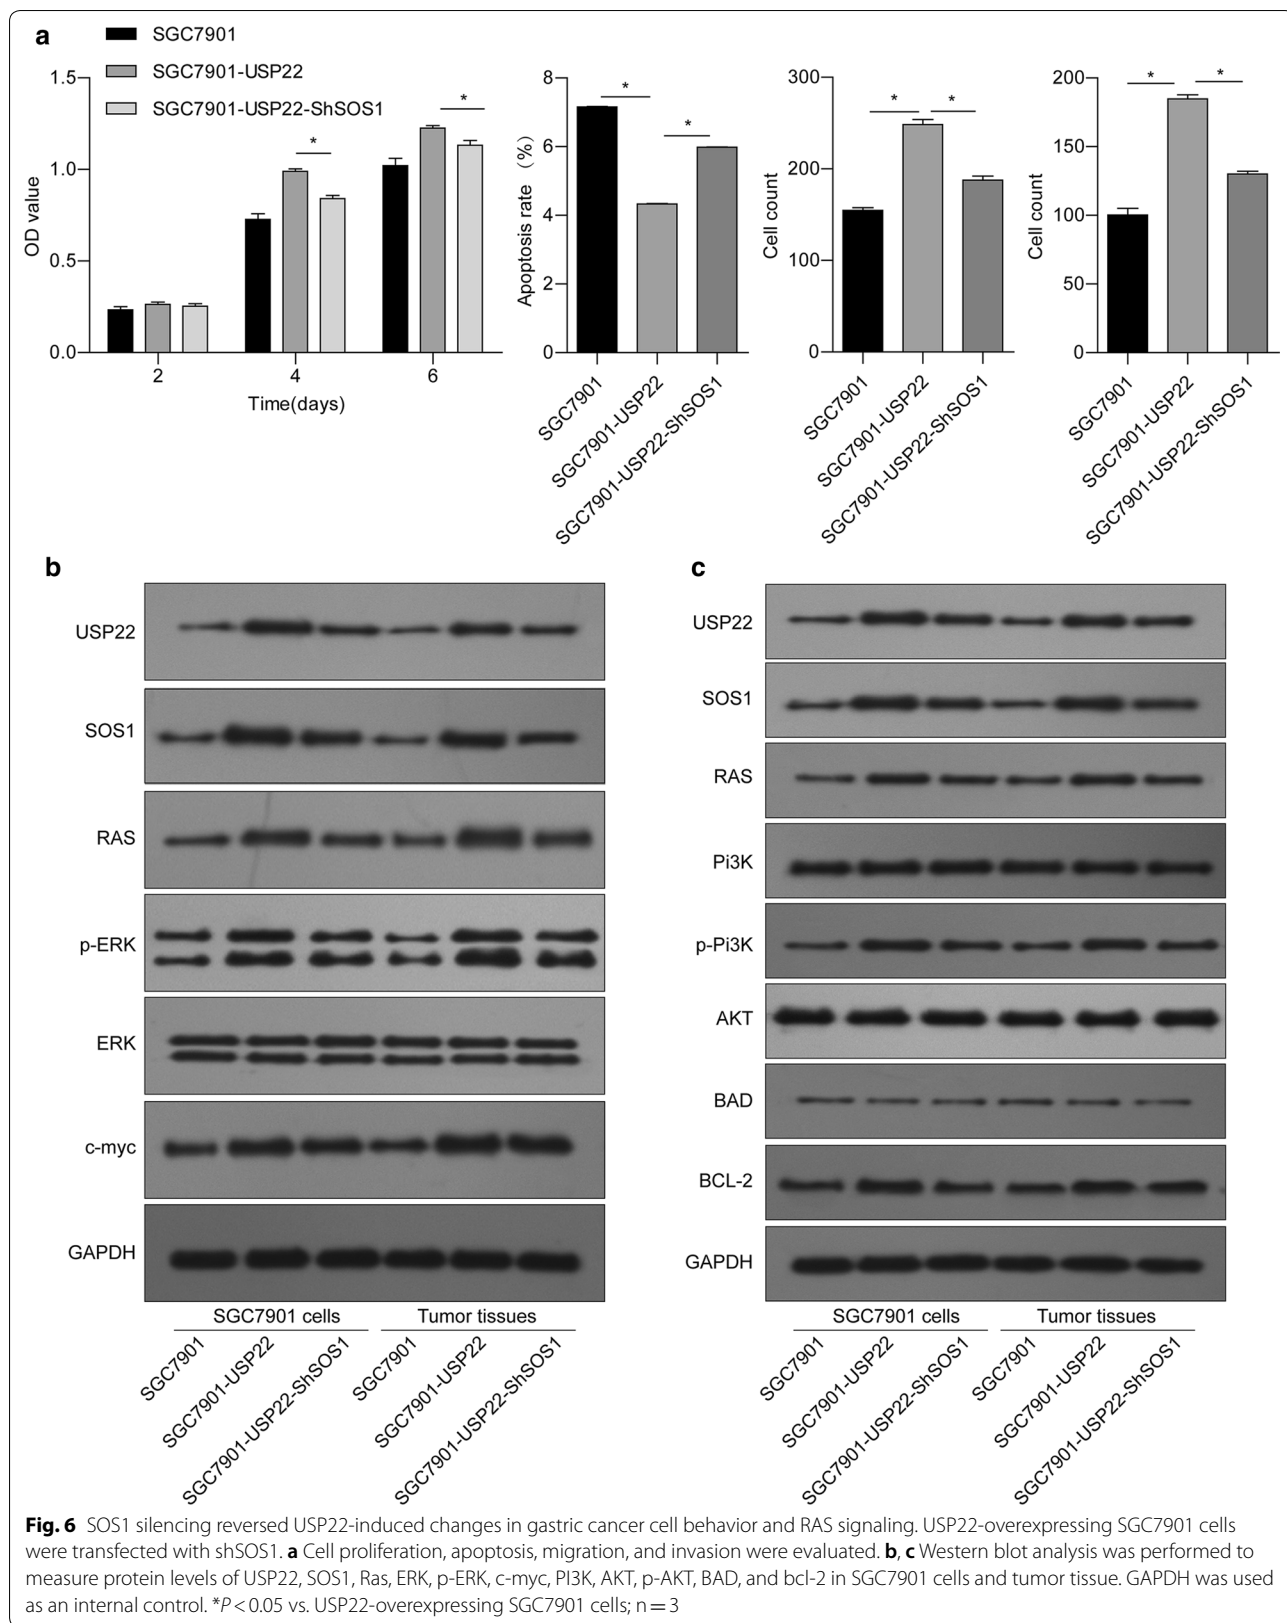 a
SGC7901
SGC7901-USP22
SGC7901-USP22-ShSOS1
OD value
1.5
1.0
0.5
0.0
*
*
2
4
6
Time(days)
Apoptosis rate (%)
8
6
4
2
0
*
*
SGC7901
SGC7901-USP22
SGC7901-USP22-ShSOS1
Cell count
300
200
100
0
*
*
SGC7901
SGC7901-USP22
SGC7901-USP22-ShSOS1
Cell count
200
150
100
50
0
*
*
SGC7901
SGC7901-USP22
SGC7901-USP22-ShSOS1
b
USP22
SOS1
RAS
p-ERK
ERK
c-myc
GAPDH
SGC7901 cells
Tumor tissues
SGC7901
SGC7901-USP22
SGC7901-USP22-ShSOS1
SGC7901
SGC7901-USP22
SGC7901-USP22-ShSOS1
c
USP22
SOS1
RAS
Pi3K
p-Pi3K
AKT
BAD
BCL-2
GAPDH
SGC7901 cells
Tumor tissues
SGC7901
SGC7901-USP22
SGC7901-USP22-ShSOS1
SGC7901
SGC7901-USP22
SGC7901-USP22-ShSOS1
Fig. 6 SOS1 silencing reversed USP22-induced changes in gastric cancer cell behavior and RAS signaling. USP22-overexpressing SGC7901 cells
were transfected with shSOS1. a Cell proliferation, apoptosis, migration, and invasion were evaluated. b, c Western blot analysis was performed to
measure protein levels of USP22, SOS1, Ras, ERK, p-ERK, c-myc, PI3K, AKT, p-AKT, BAD, and bcl-2 in SGC7901 cells and tumor tissue. GAPDH was used
as an internal control. *P < 0.05 vs. USP22-overexpressing SGC7901 cells; n = 3